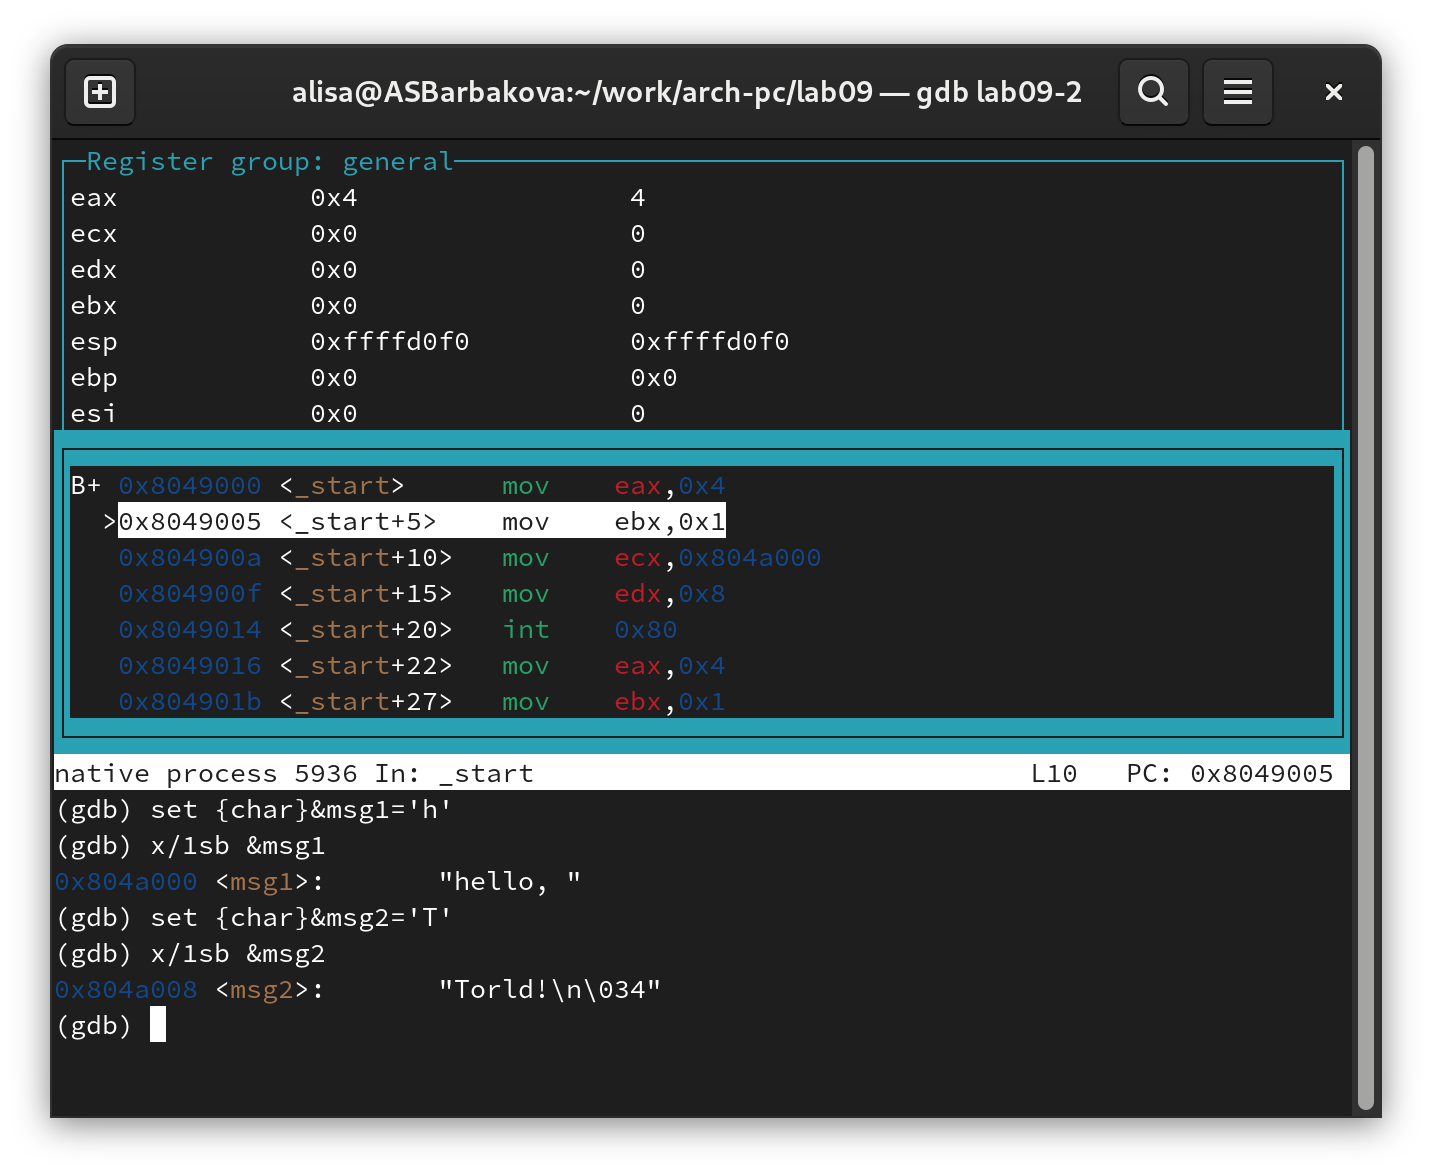 alisa@ASBarbakova:~/work/arch-pc/lab09 — gdb lab09-2
Register group: general
eax 0x4 4
ecx 0x0 0
edx 0x0 0
ebx 0x0 0
esp 0xffffd0f0 0xffffd0f0
ebp 0x0 0x0
esi 0x0 0
B+ 0x8049000 <_start> mov eax,0x4
>0x8049005 <_start+5> mov ebx,0x1
0x804900a <_start+10> mov ecx,0x804a000
0x804900f <_start+15> mov edx,0x8
0x8049014 <_start+20> int 0x80
0x8049016 <_start+22> mov eax,0x4
0x804901b <_start+27> mov ebx,0x1
native process 5936 In: _start L10 PC: 0x8049005
(gdb) set {char}&msg1='h'
(gdb) x/1sb &msg1
0x804a000 <msg1>: "hello, "
(gdb) set {char}&msg2='T'
(gdb) x/1sb &msg2
0x804a008 <msg2>: "Torld!\n\034"
(gdb)